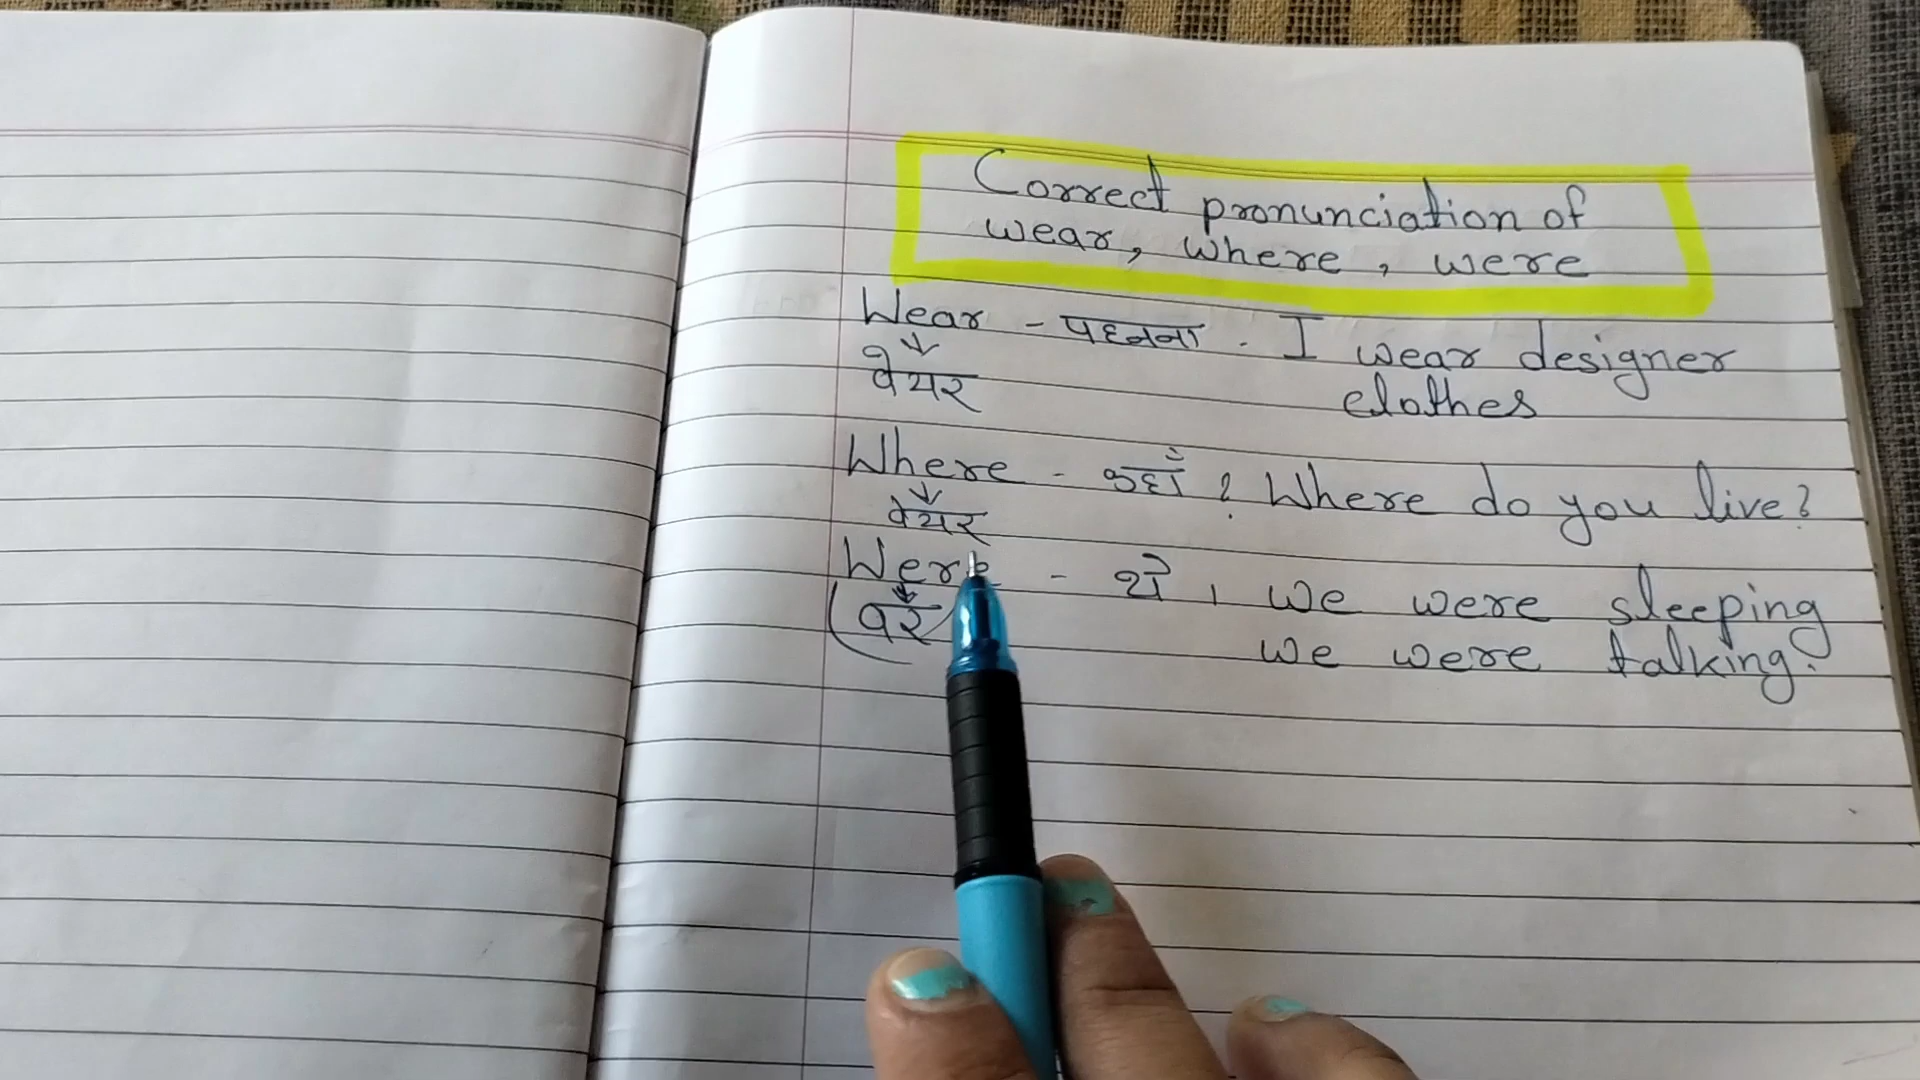 Correct pronunciation of
wear, where, were
Wear - पहनना - I wear designer
वेयर clothes
Where - कहाँ ? Where do you live?
वेयर
Were - थे, we were sleeping
वर we were talking.